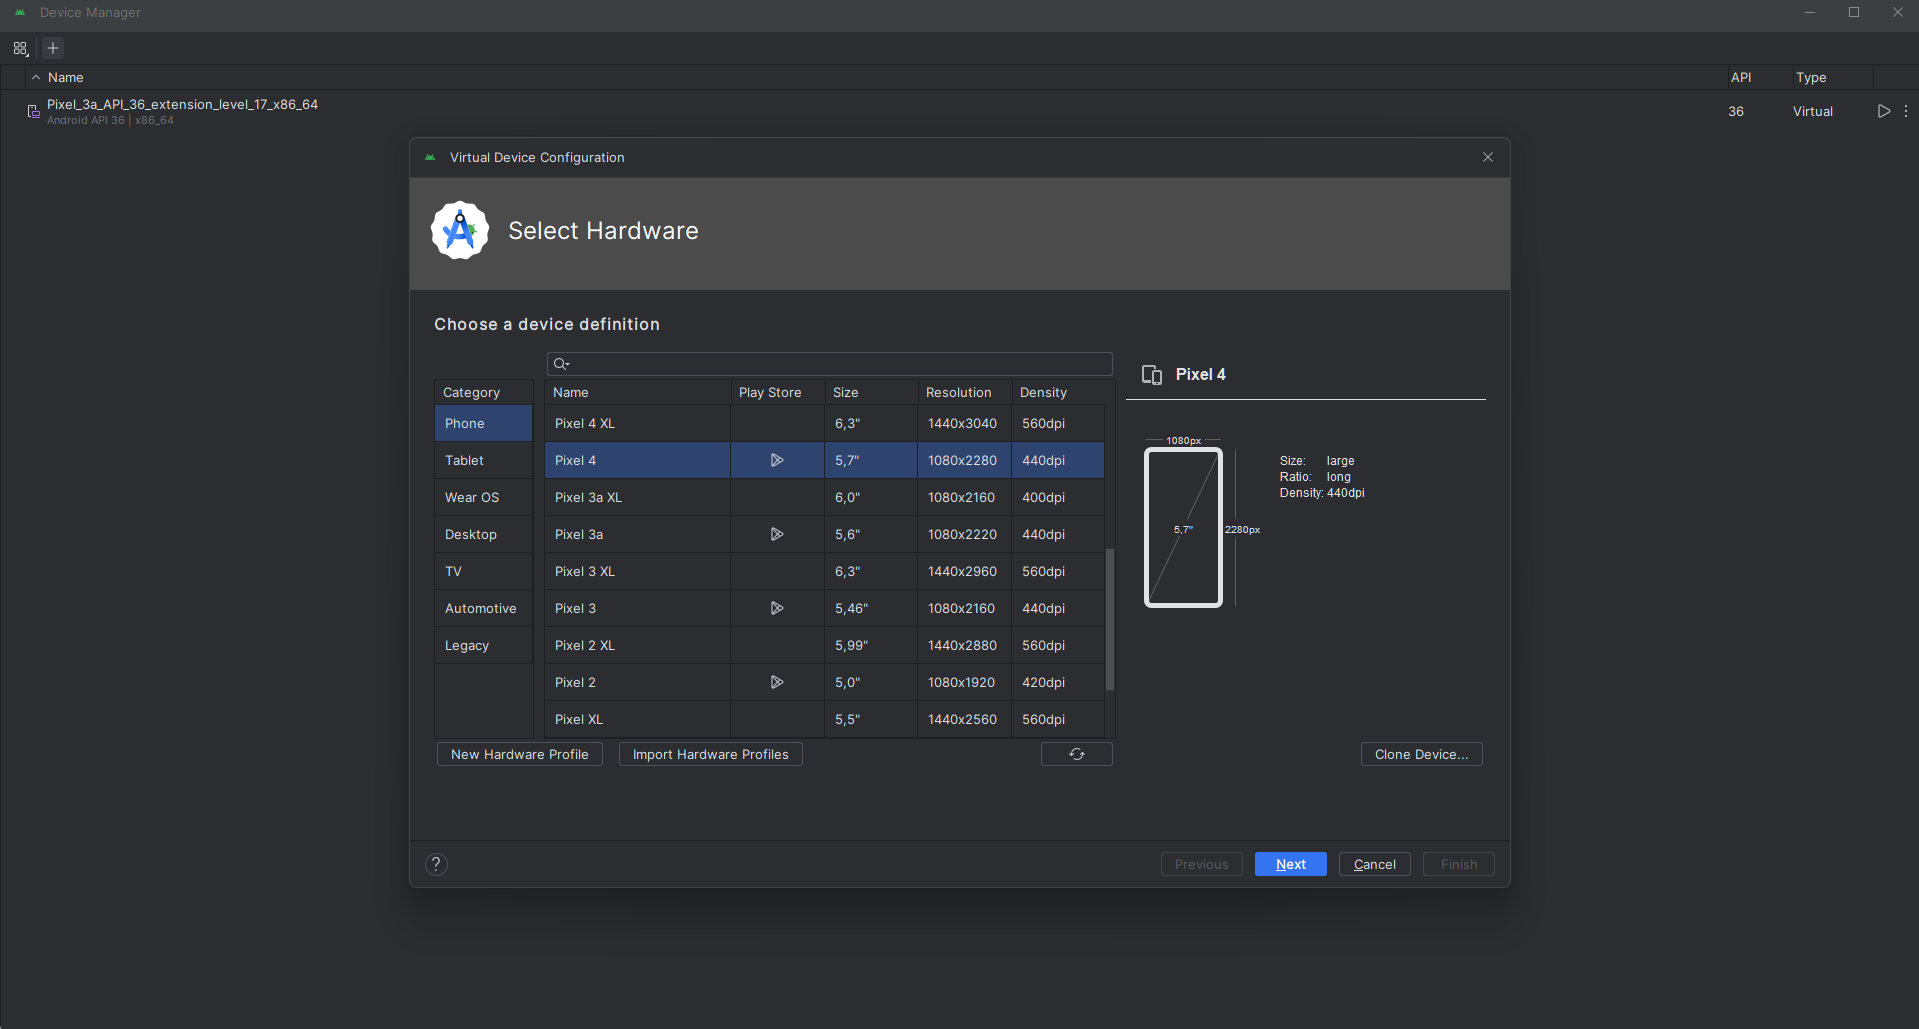 Device Manager
Name API Type
Pixel_3a_API_36_extension_level_17_x86_64 36 Virtual
Android API 36 | x86_64
Virtual Device Configuration
Select Hardware
Choose a device definition
Category Name Play Store Size Resolution Density
Phone
Tablet
Wear OS
Desktop
TV
Automotive
Legacy
Pixel 4 XL 6,3" 1440x3040 560dpi
Pixel 4 5,7" 1080x2280 440dpi
Pixel 3a XL 6,0" 1080x2160 400dpi
Pixel 3a 5,6" 1080x2220 440dpi
Pixel 3 XL 6,3" 1440x2960 560dpi
Pixel 3 5,46" 1080x2160 440dpi
Pixel 2 XL 5,99" 1440x2880 560dpi
Pixel 2 5,0" 1080x1920 420dpi
Pixel XL 5,5" 1440x2560 560dpi
Pixel 4
1080px
5,7"
2280px
Size: large
Ratio: long
Density: 440dpi
New Hardware Profile Import Hardware Profiles Clone Device...
? Previous Next Cancel Finish